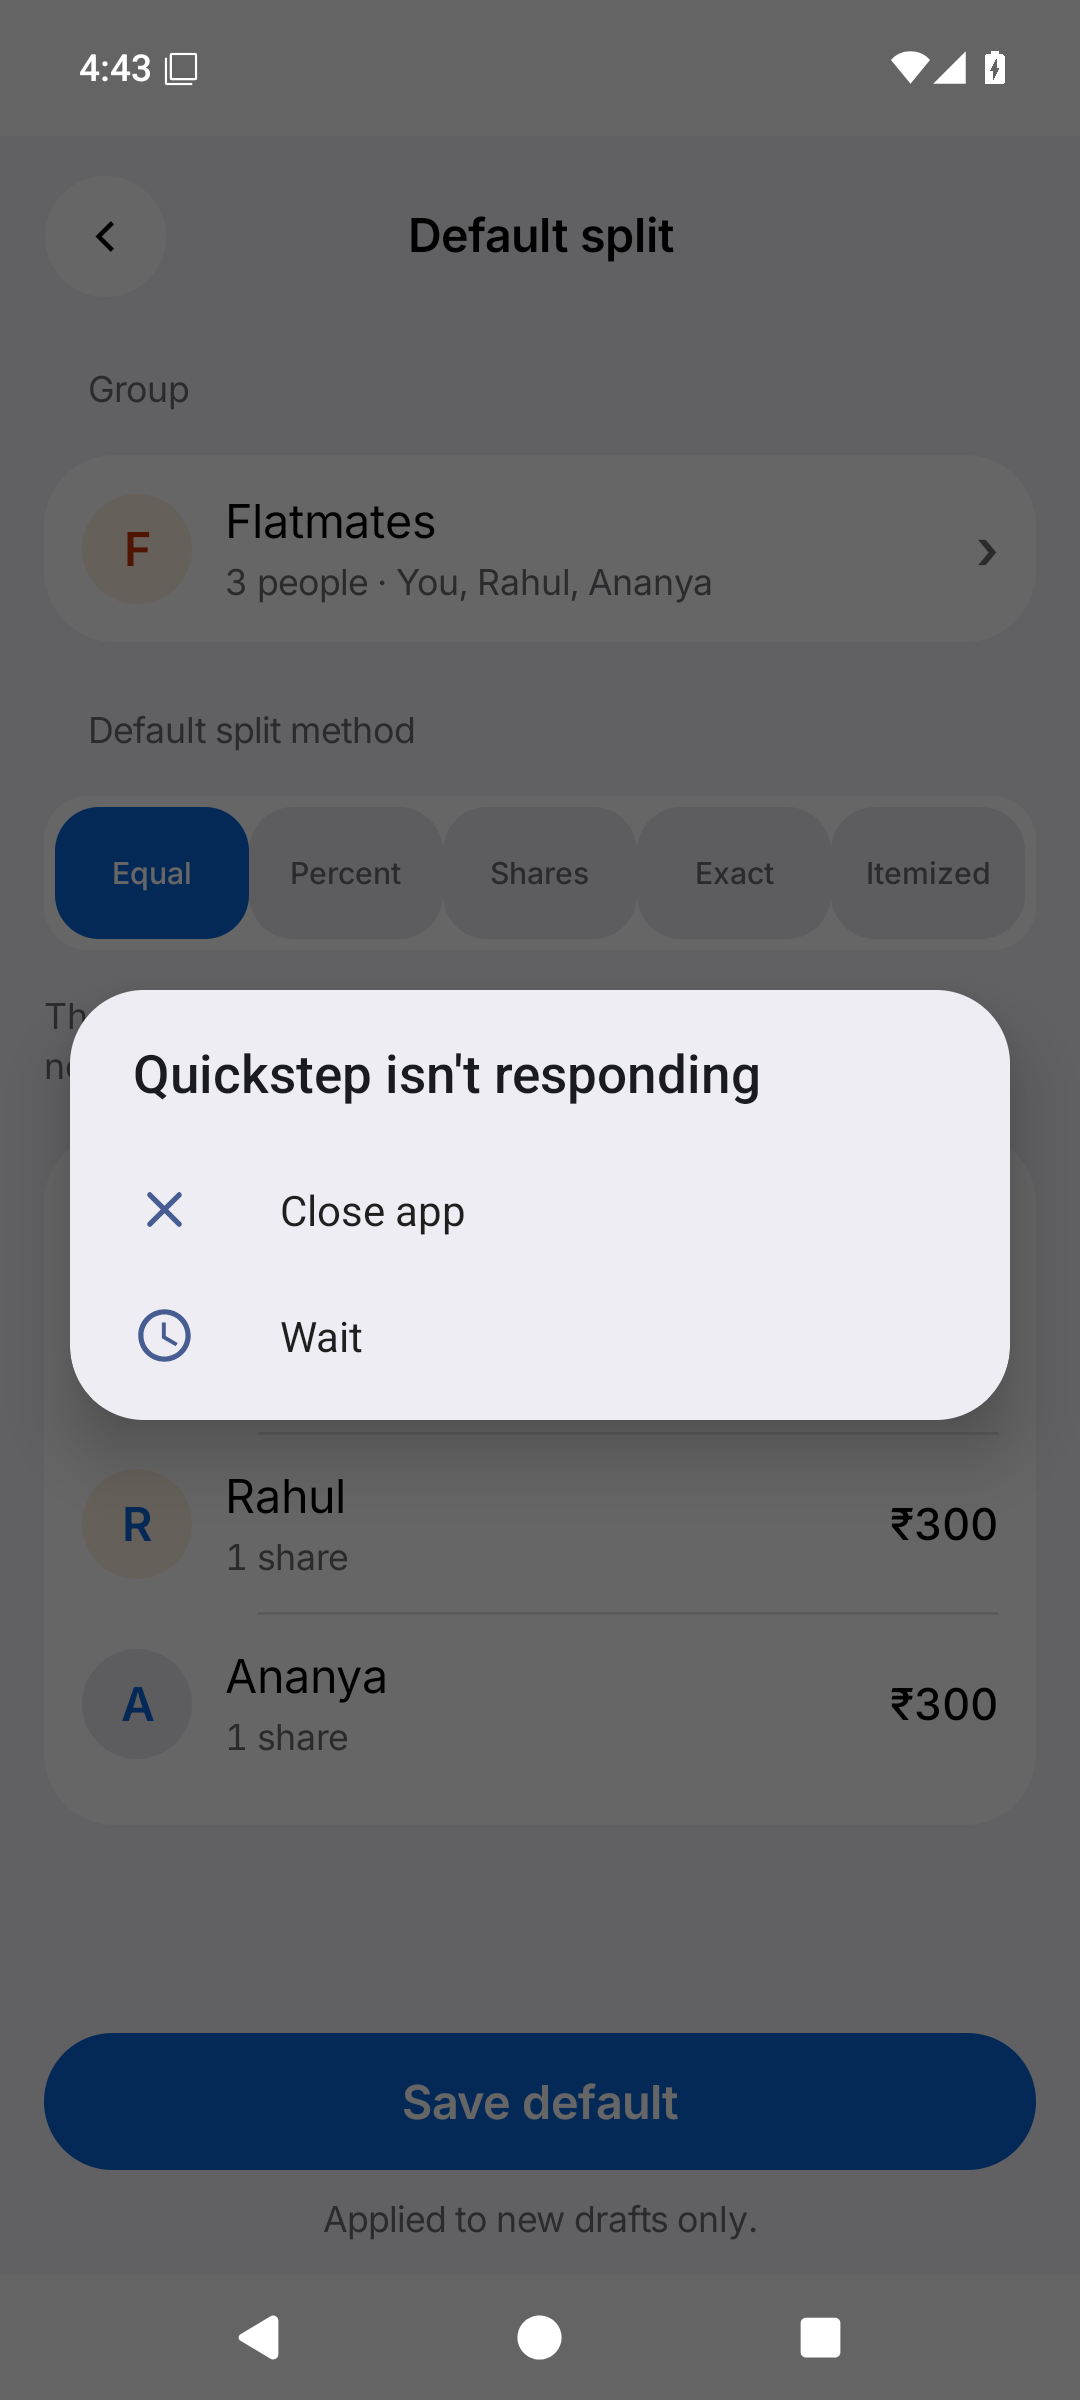 4:43
Default split
Group
F
Flatmates
3 people · You, Rahul, Ananya
›
Default split method
Equal
Percent
Shares
Exact
Itemized
Quickstep isn't responding
Close app
Wait
R
Rahul
1 share
₹300
A
Ananya
1 share
₹300
Save default
Applied to new drafts only.